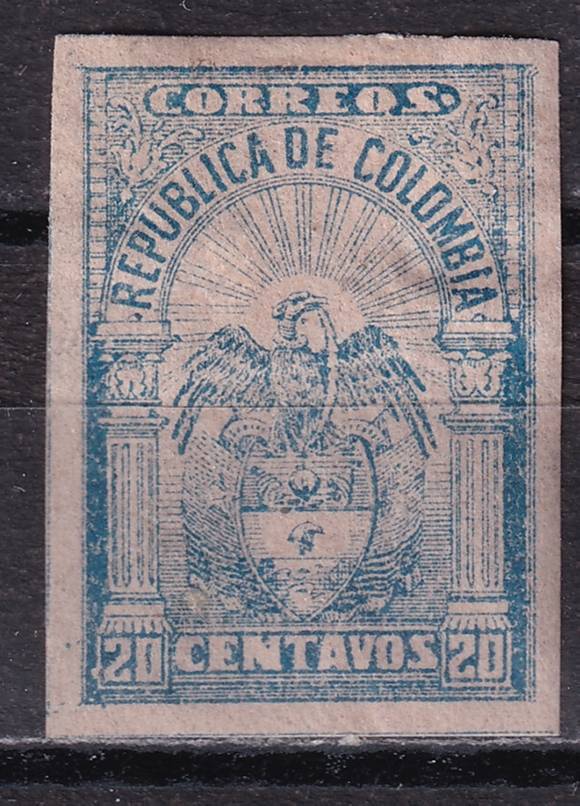 CORREOS.
REPUBLICA DE COLOMBIA
20 CENTAVOS 20